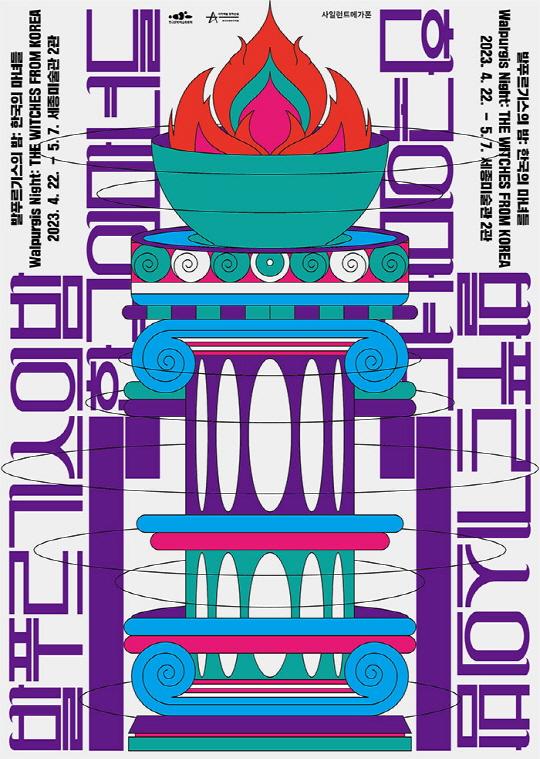 사일런트메가폰
발푸르기스의 밤: 한국의 마녀들
Walpurgis Night: THE WITCHES FROM KOREA
2023. 4. 22. – 5. 7. 세종미술관 2관
발푸르기스의 밤: 한국의 마녀들
Walpurgis Night: THE WITCHES FROM KOREA
2023. 4. 22. – 5. 7. 세종미술관 2관
발푸르기스의 밤
한국의 마녀들
발푸르기스의 밤
한국의 마녀들